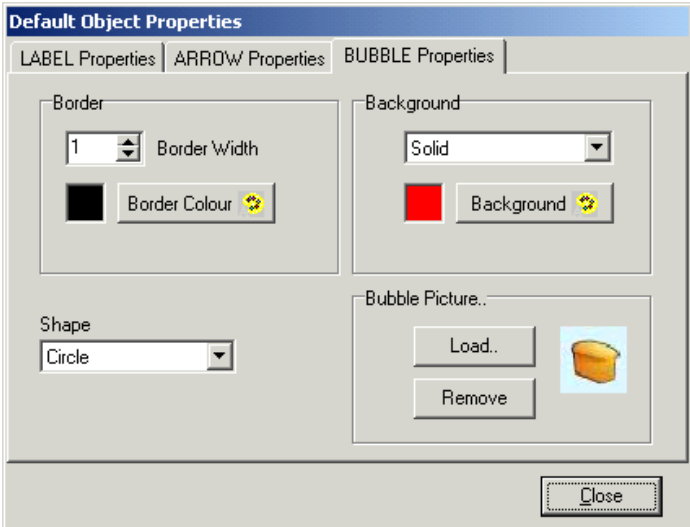 Default Object Properties
LABEL Properties ARROW Properties BUBBLE Properties
Border
1 Border Width
Border Colour
Background
Solid
Background
Shape
Circle
Bubble Picture..
Load..
Remove
Close